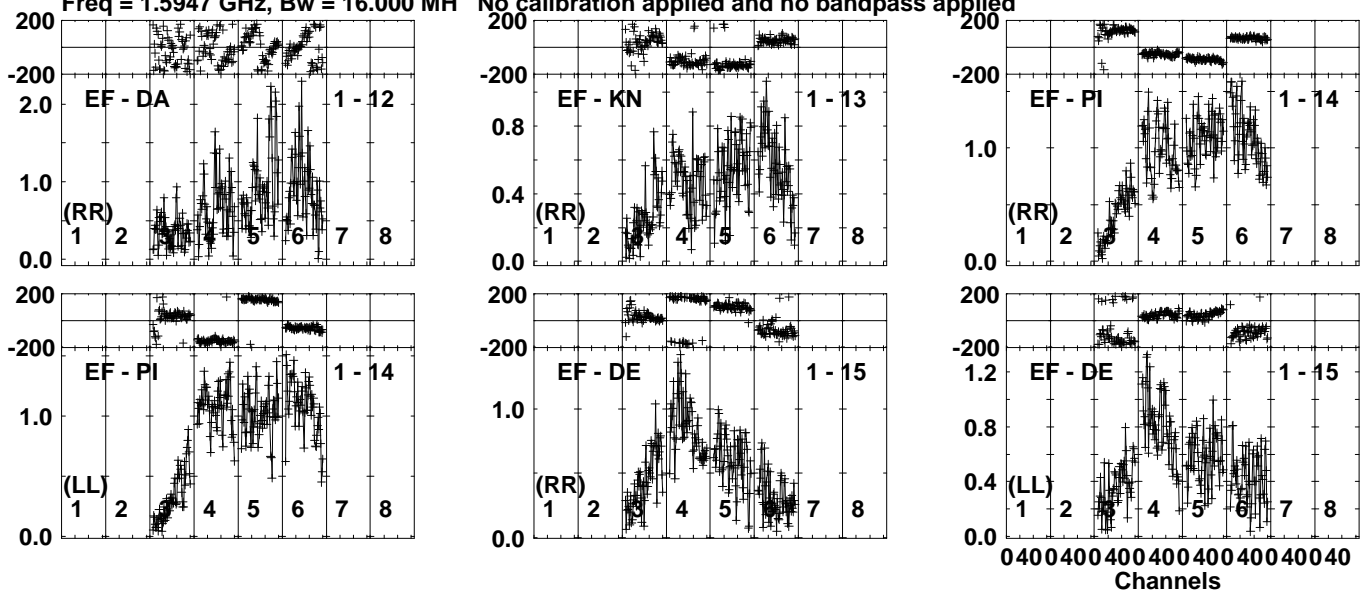 Freq = 1.5947 GHz, Bw = 16.000 MH No calibration applied and no bandpass applied
200 200 200
-200 -200 -200
EF - DA 1 - 12 EF - KN 1 - 13 EF - PI 1 - 14
2.0
0.8
1.0
1.0
0.4
(RR) (RR) (RR)
1 2 3 4 5 6 7 8 1 2 3 4 5 6 7 8 1 2 3 4 5 6 7 8
0.0 0.0 0.0
200 200 200
-200 -200 -200
EF - PI 1 - 14 EF - DE 1 - 15 EF - DE 1 - 15
1.2
1.0 1.0
0.8
0.4
(LL) (RR) (LL)
1 2 3 4 5 6 7 8 1 2 3 4 5 6 7 8 1 2 3 4 5 6 7 8
0.0 0.0 0.0
0 40 0 40 0 40 0 40 0 40 0 40 0 40 0 40
Channels